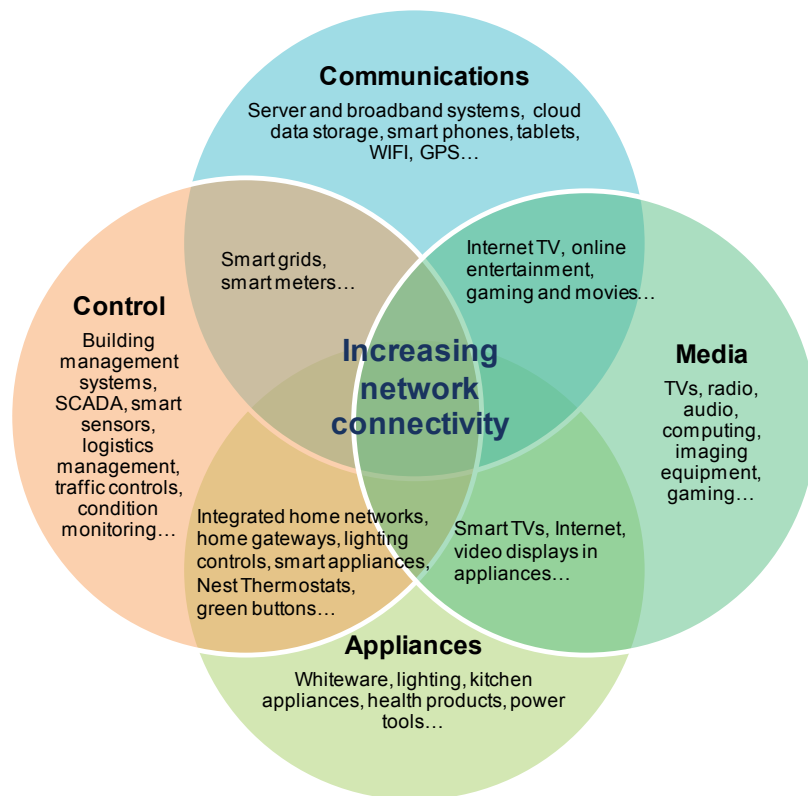 Communications
Server and broadband systems, cloud
data storage, smart phones, tablets,
WIFI, GPS…
Smart grids,
smart meters…
Internet TV, online
entertainment,
gaming and movies…
Control
Building
management
systems,
SCADA, smart
sensors,
logistics
management,
traffic controls,
condition
monitoring…
Increasing
network
connectivity
Media
TVs, radio,
audio,
computing,
imaging
equipment,
gaming…
Integrated home networks,
home gateways, lighting
controls, smart appliances,
Nest Thermostats,
green buttons…
Smart TVs, Internet,
video displays in
appliances…
Appliances
Whiteware, lighting, kitchen
appliances, health products, power
tools…